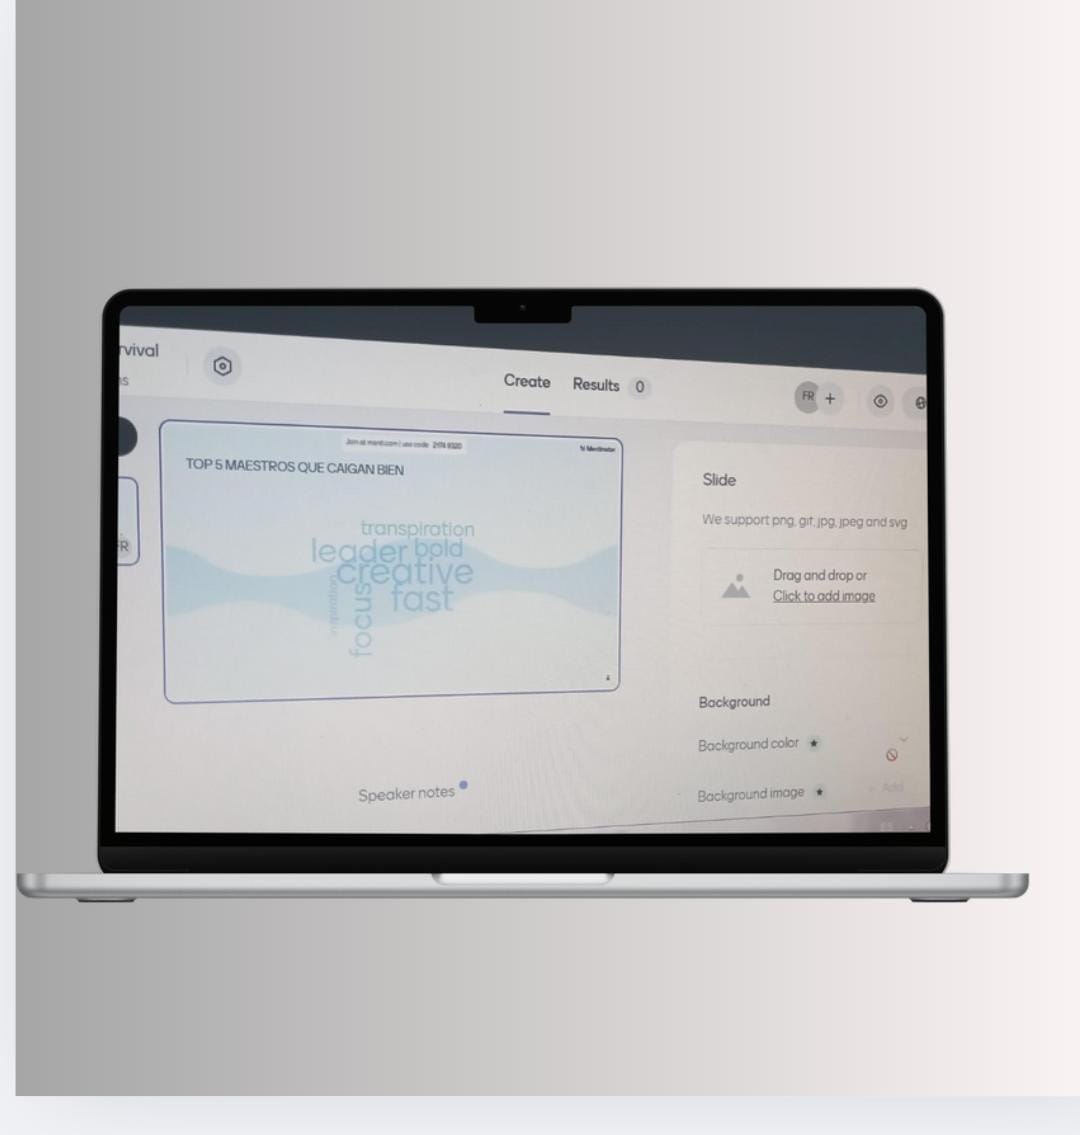 rvival
Create
Results 0
FR +
Join at menti.com | use code 2174 9320
Mentimeter
TOP 5 MAESTROS QUE CAIGAN BIEN
transpiration
leader bold
creative
fast
focus
inspiration
Slide
We support png, gif, jpg, jpeg and svg
Drag and drop or
Click to add image
Background
Background color
Background image
+ Add
Speaker notes
FR
ES